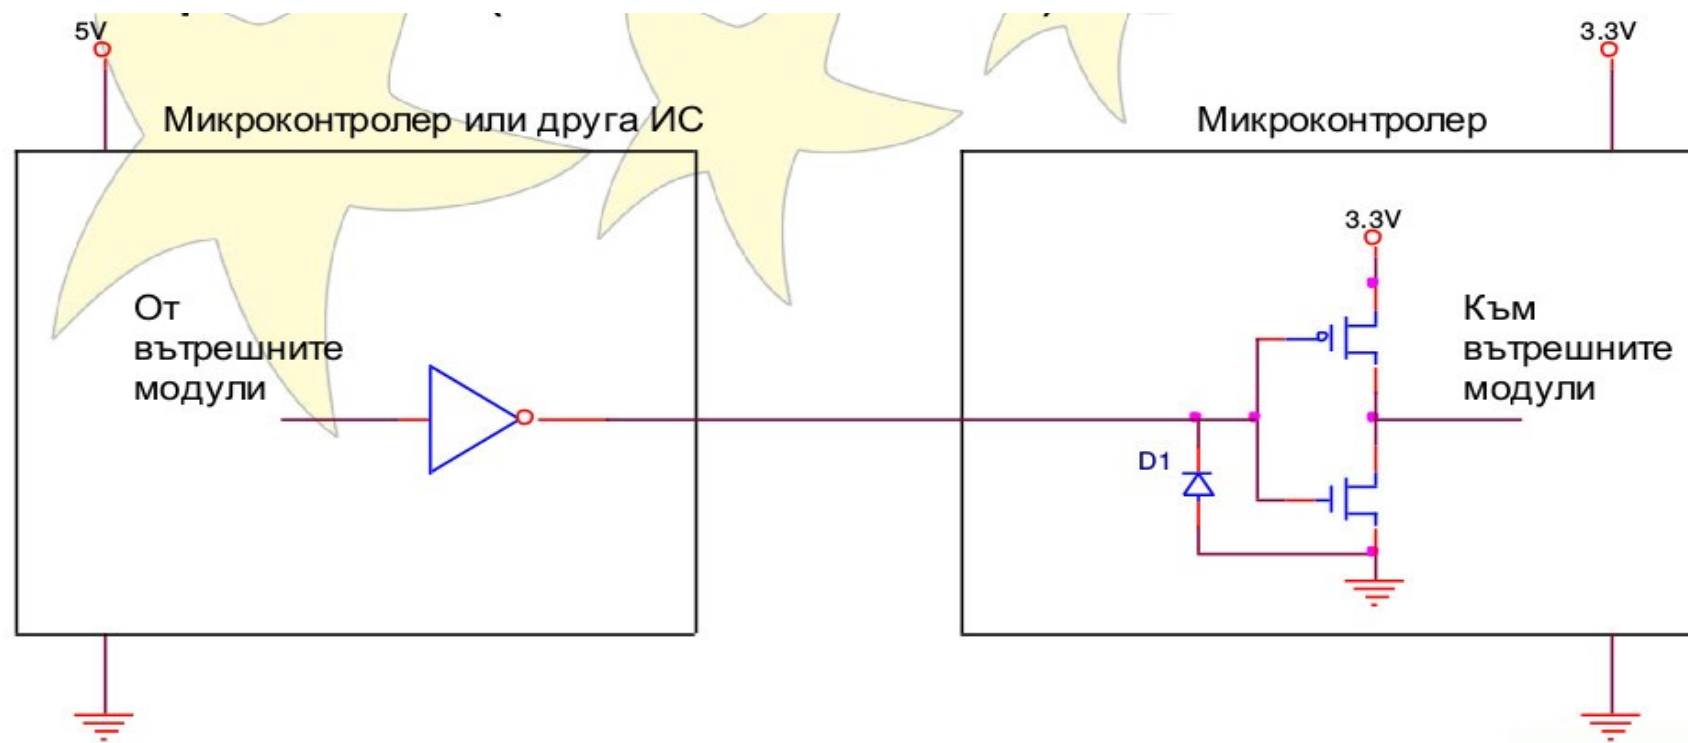 5V
3.3V
Микроконтролер или друга ИС
Микроконтролер
3.3V
От
вътрешните
модули
Към
вътрешните
модули
D1